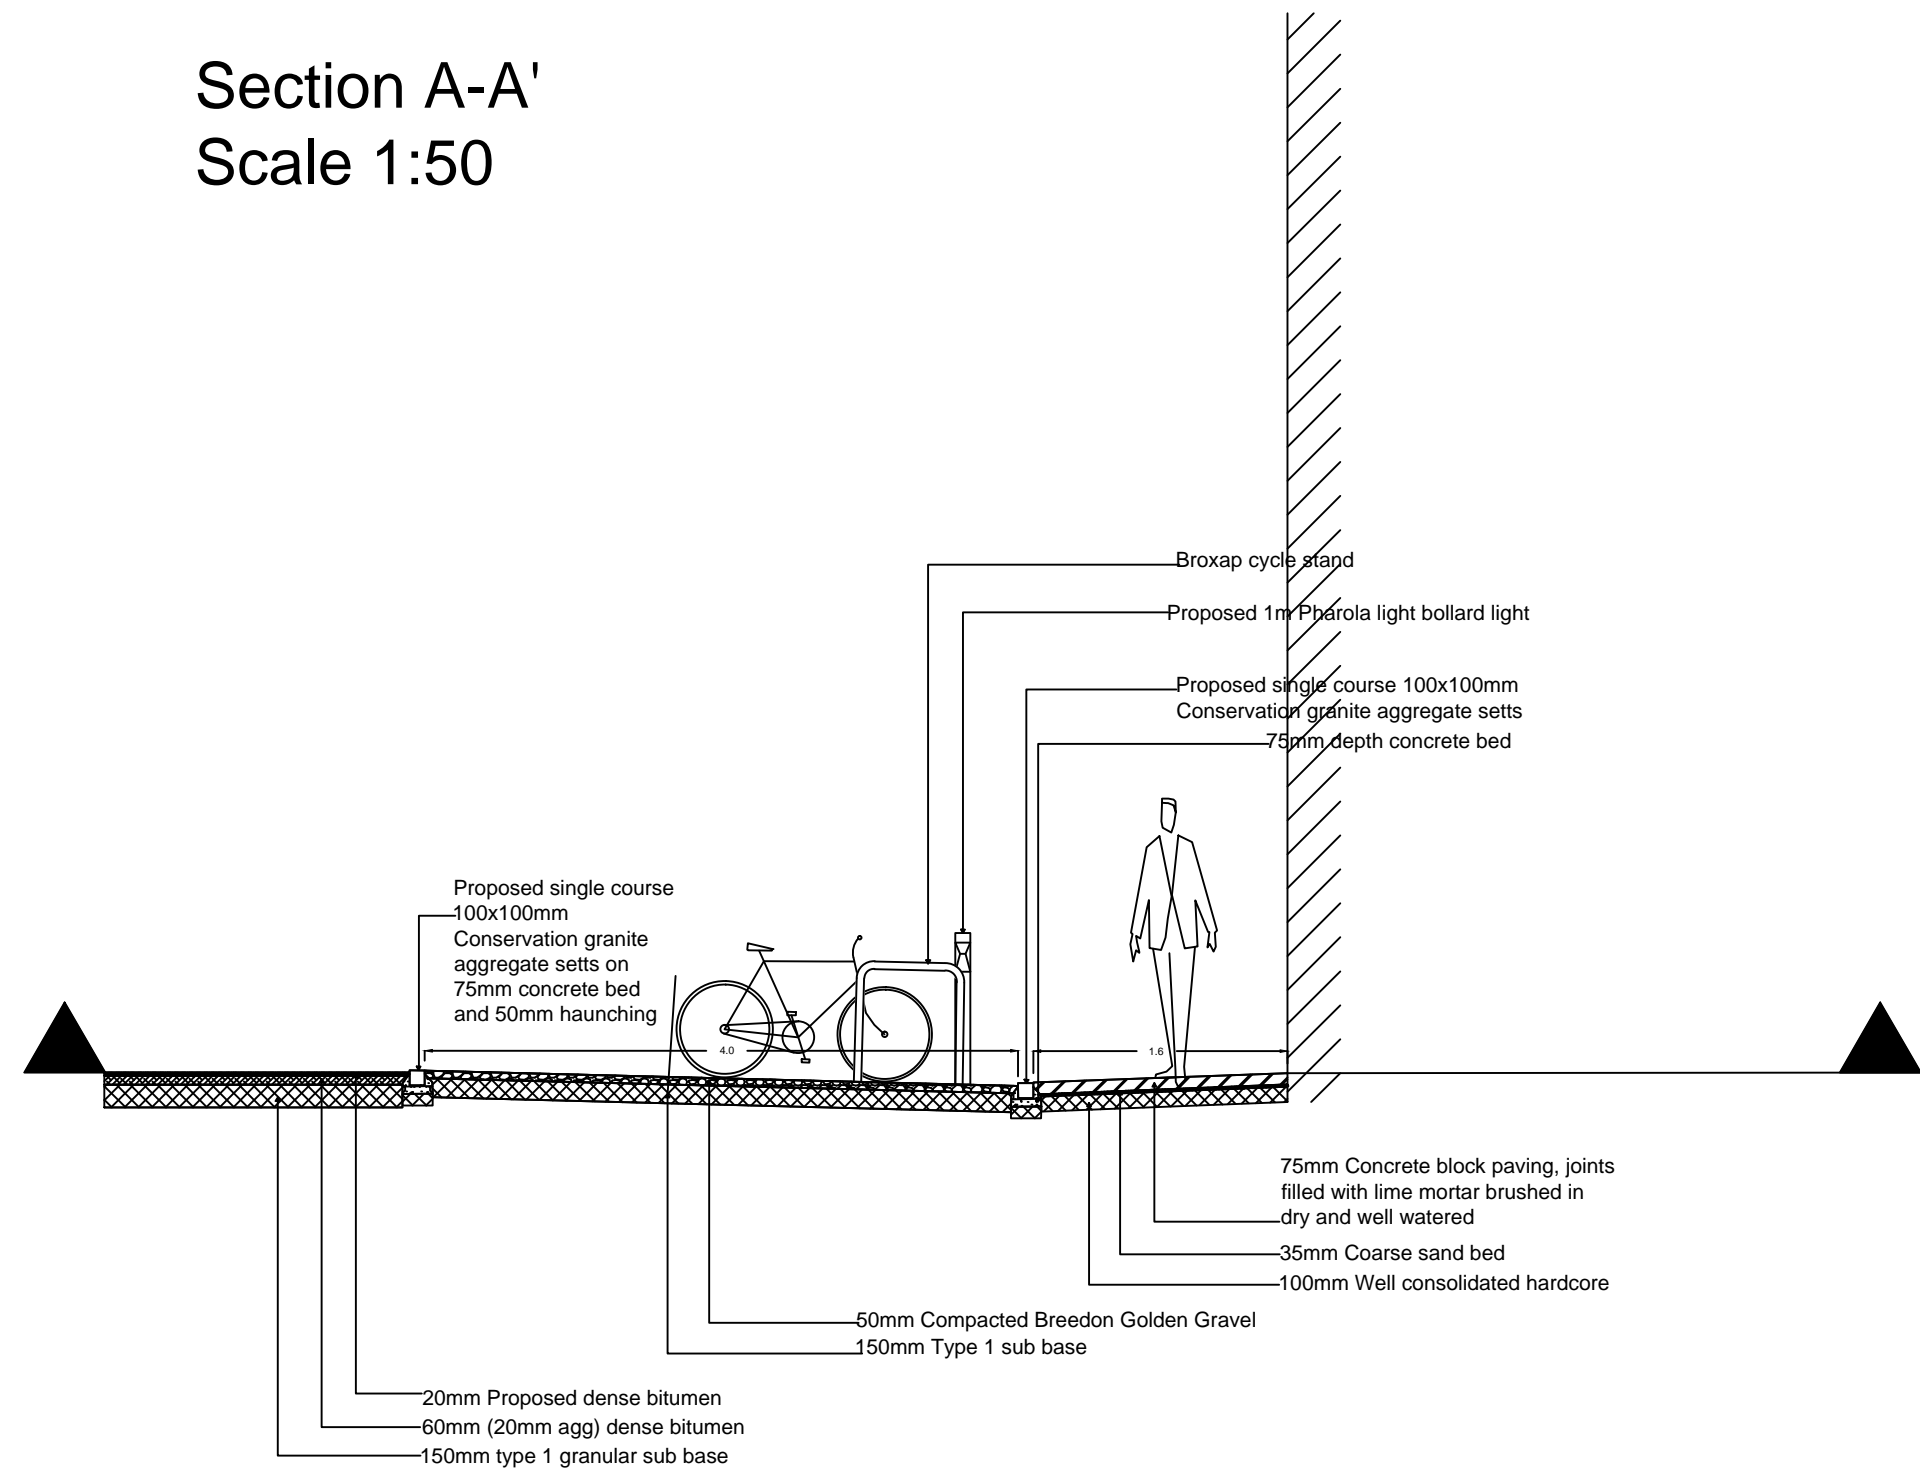 Section A-A'
Scale 1:50
Broxap cycle stand
Proposed 1m Pharola light bollard light
Proposed single course 100x100mm
Conservation granite aggregate setts
75mm depth concrete bed
Proposed single course
100x100mm
Conservation granite
aggregate setts on
75mm concrete bed
and 50mm haunching
4.0
1.6
75mm Concrete block paving, joints
filled with lime mortar brushed in
dry and well watered
35mm Coarse sand bed
100mm Well consolidated hardcore
50mm Compacted Breedon Golden Gravel
150mm Type 1 sub base
20mm Proposed dense bitumen
60mm (20mm agg) dense bitumen
150mm type 1 granular sub base